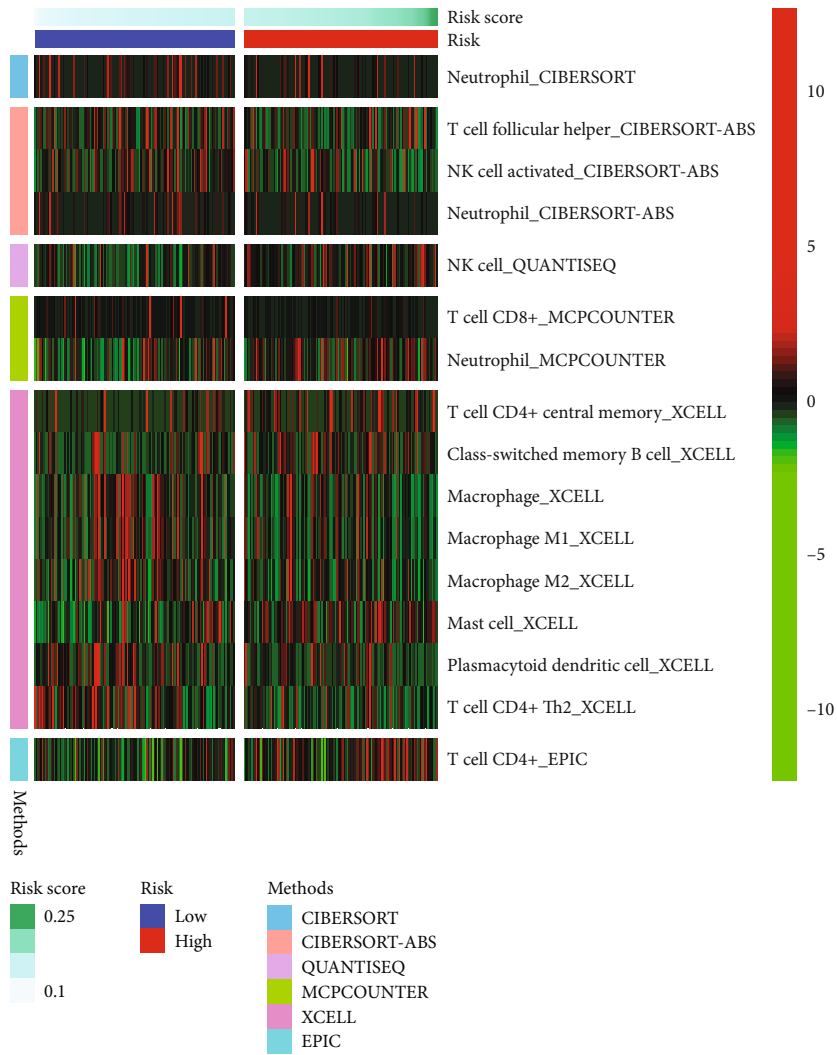 Risk score
Risk
Neutrophil_CIBERSORT
T cell follicular helper_CIBERSORT-ABS
NK cell activated_CIBERSORT-ABS
Neutrophil_CIBERSORT-ABS
NK cell_QUANTISEQ
T cell CD8+_MCPCOUNTER
Neutrophil_MCPCOUNTER
T cell CD4+ central memory_XCELL
Class-switched memory B cell_XCELL
Macrophage_XCELL
Macrophage M1_XCELL
Macrophage M2_XCELL
Mast cell_XCELL
Plasmacytoid dendritic cell_XCELL
T cell CD4+ Th2_XCELL
T cell CD4+_EPIC
10
5
0
–5
–10
Methods
Risk score
0.25
0.1
Risk
Low
High
Methods
CIBERSORT
CIBERSORT-ABS
QUANTISEQ
MCPCOUNTER
XCELL
EPIC